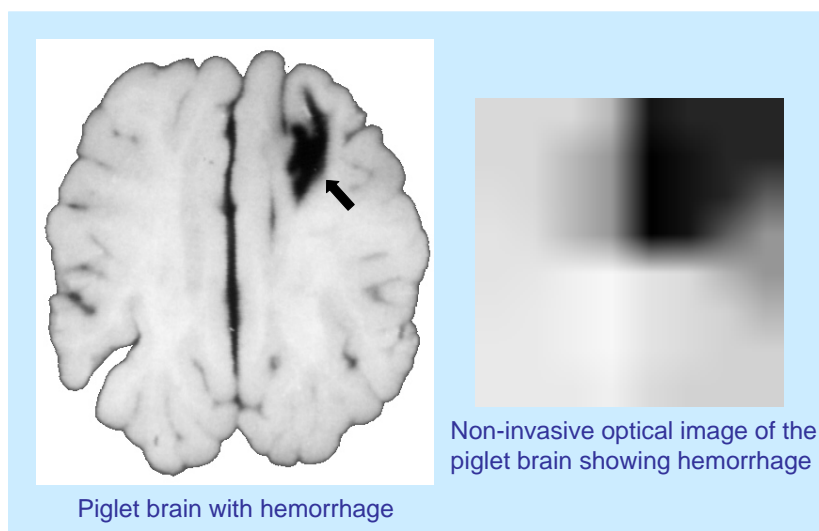 Piglet brain with hemorrhage
Non-invasive optical image of the
piglet brain showing hemorrhage